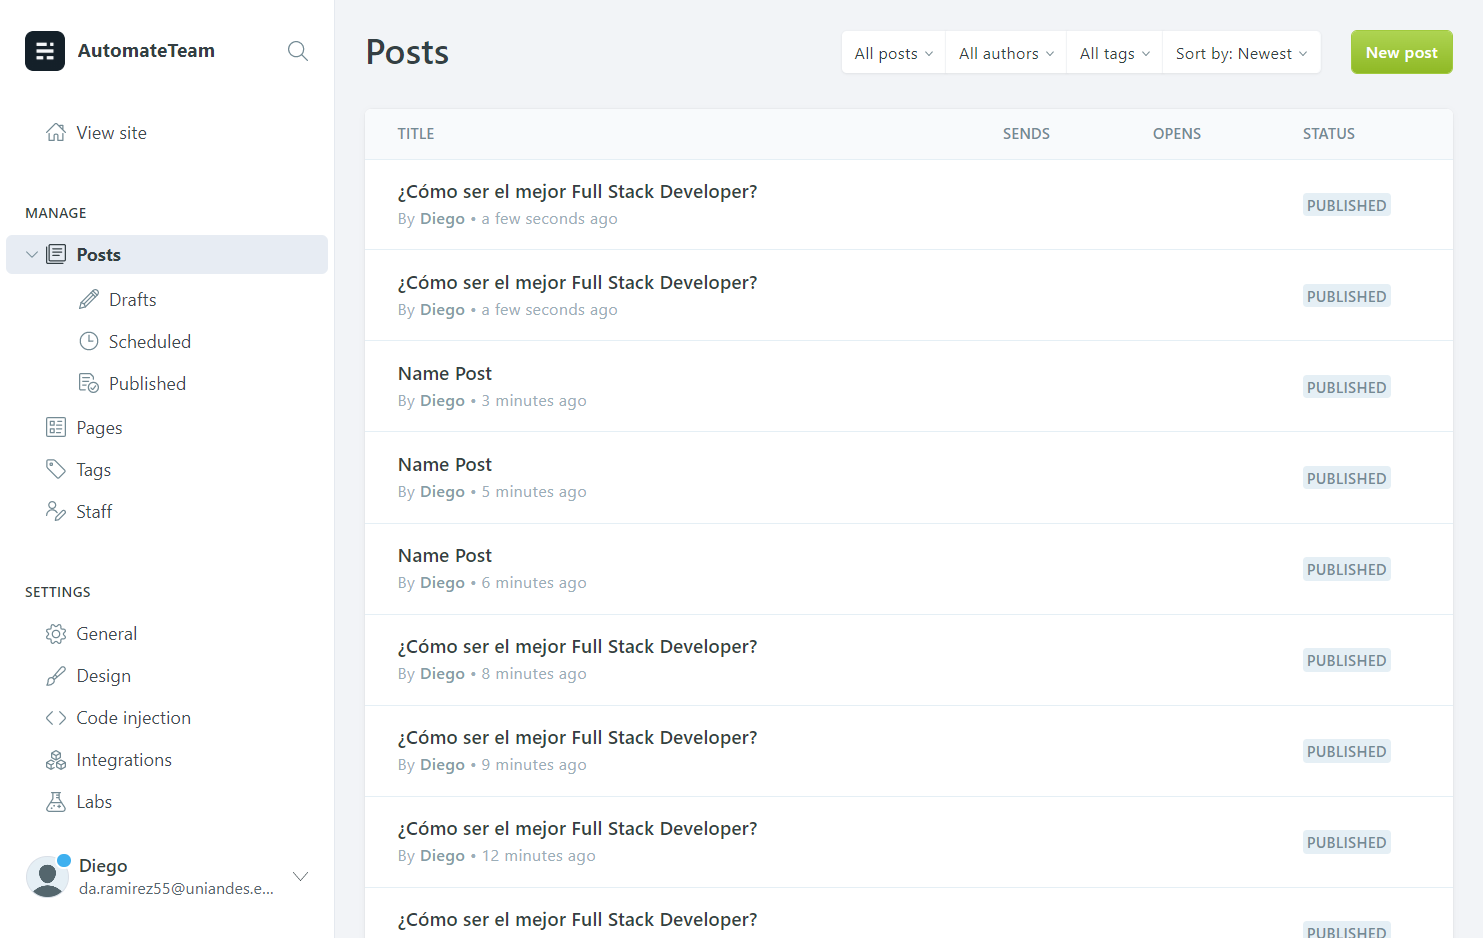 AutomateTeam
View site
MANAGE
Posts
Drafts
Scheduled
Published
Pages
Tags
Staff
SETTINGS
General
Design
Code injection
Integrations
Labs
Diego
da.ramirez55@uniandes.e...
Posts
All posts All authors All tags Sort by: Newest New post
TITLE SENDS OPENS STATUS
¿Cómo ser el mejor Full Stack Developer?
By Diego • a few seconds ago
PUBLISHED
¿Cómo ser el mejor Full Stack Developer?
By Diego • a few seconds ago
PUBLISHED
Name Post
By Diego • 3 minutes ago
PUBLISHED
Name Post
By Diego • 5 minutes ago
PUBLISHED
Name Post
By Diego • 6 minutes ago
PUBLISHED
¿Cómo ser el mejor Full Stack Developer?
By Diego • 8 minutes ago
PUBLISHED
¿Cómo ser el mejor Full Stack Developer?
By Diego • 9 minutes ago
PUBLISHED
¿Cómo ser el mejor Full Stack Developer?
By Diego • 12 minutes ago
PUBLISHED
¿Cómo ser el mejor Full Stack Developer?
PUBLISHED